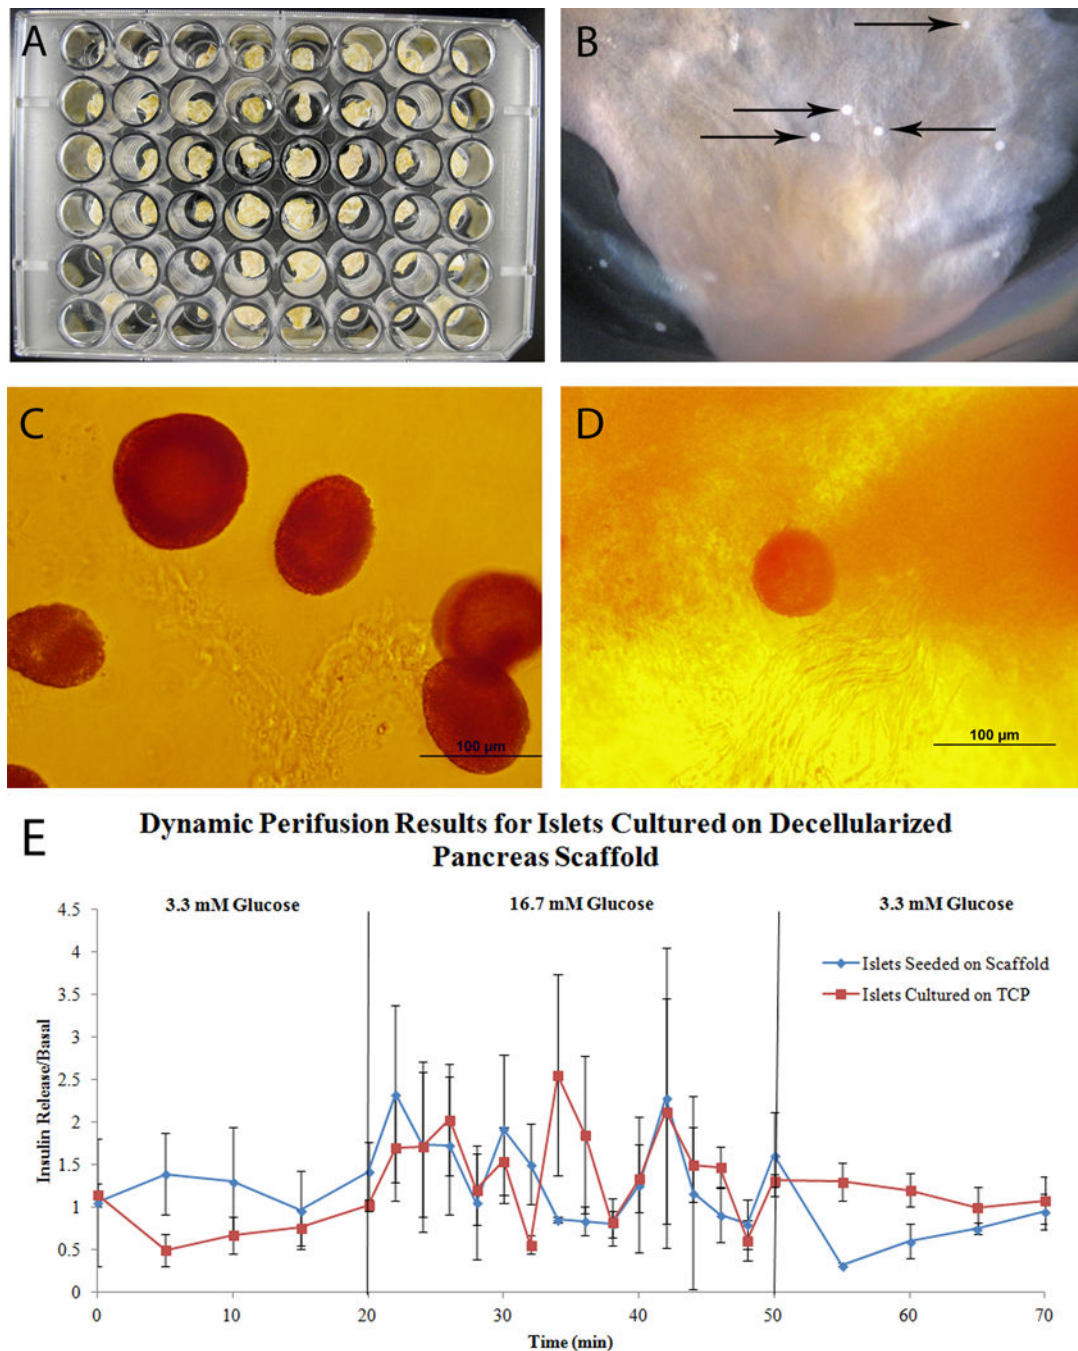 A
B
C
100 µm
D
100 µm
E
Dynamic Perifusion Results for Islets Cultured on Decellularized
Pancreas Scaffold
3.3 mM Glucose
16.7 mM Glucose
3.3 mM Glucose
Islets Seeded on Scaffold
Islets Cultured on TCP
Insulin Release/Basal
4.5
4
3.5
3
2.5
2
1.5
1
0.5
0
0
10
20
30
40
50
60
70
Time (min)